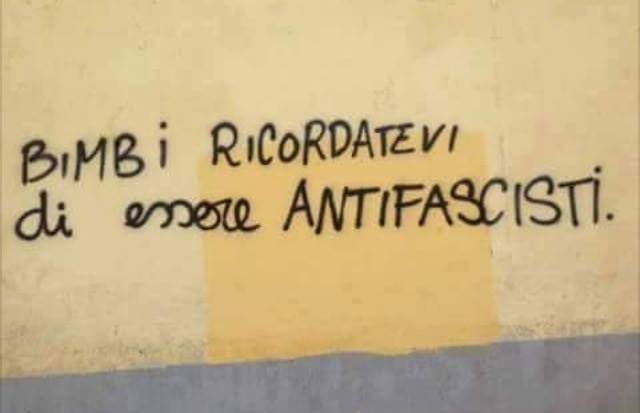 BIMBi RICORDATEVI
di essere ANTIFASCISTi.